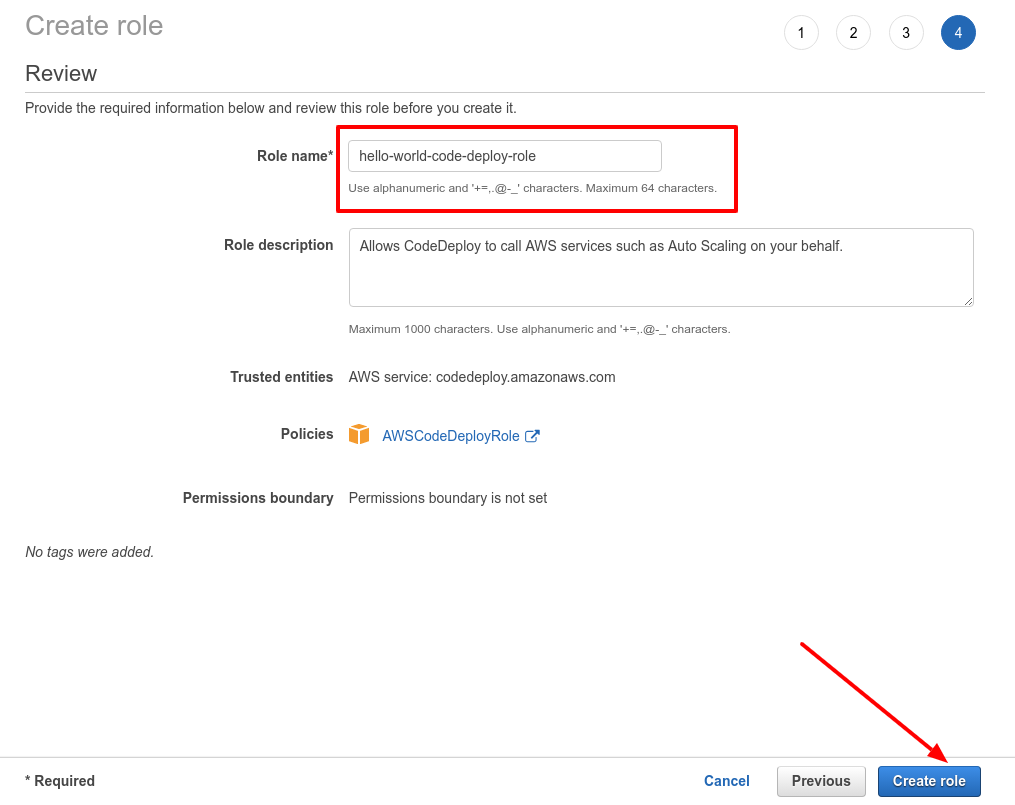 Create role
1 2 3 4
Review
Provide the required information below and review this role before you create it.
Role name* hello-world-code-deploy-role
Use alphanumeric and '+=,.@-_' characters. Maximum 64 characters.
Role description Allows CodeDeploy to call AWS services such as Auto Scaling on your behalf.
Maximum 1000 characters. Use alphanumeric and '+=,.@-_' characters.
Trusted entities AWS service: codedeploy.amazonaws.com
Policies AWSCodeDeployRole
Permissions boundary Permissions boundary is not set
No tags were added.
* Required Cancel Previous Create role